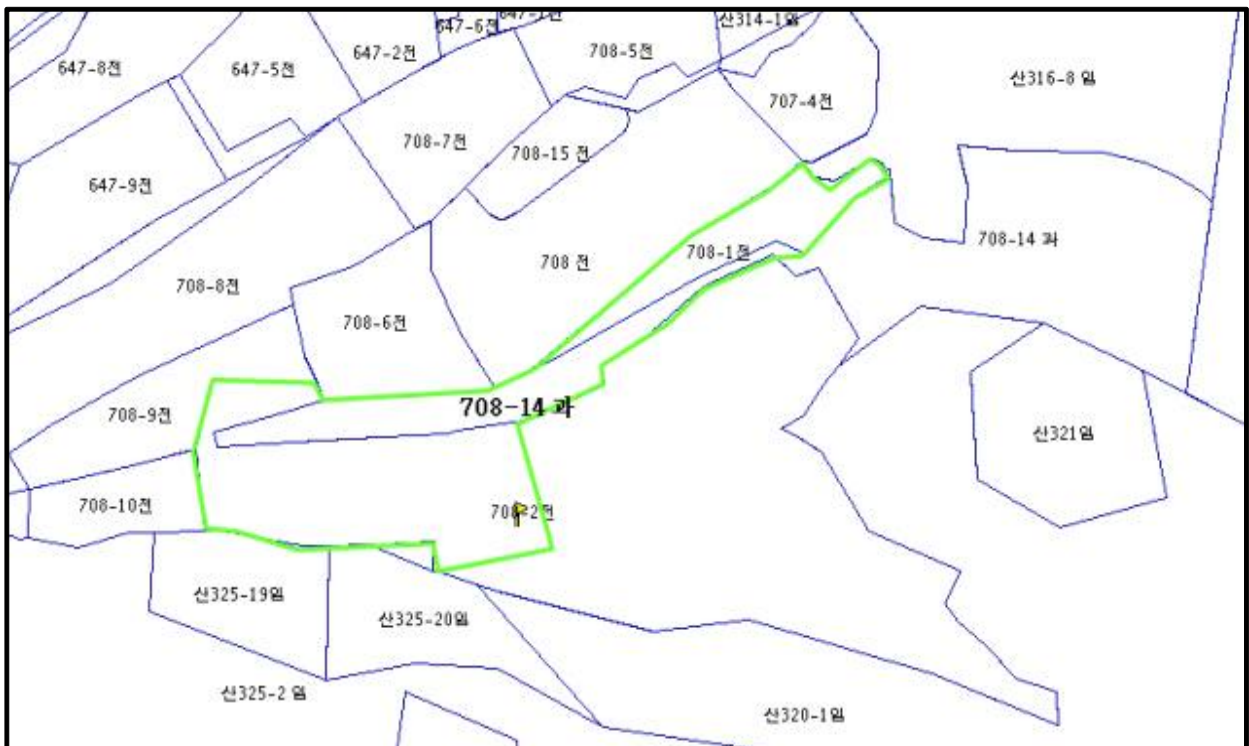 647-6전
647-1전
산314-1임
647-2전
708-5전
647-8전
647-5전
산316-8 임
707-4전
708-7전
708-15 전
647-9전
708-14 과
708-1전
708 전
708-8전
708-6전
708-14 과
708-9전
산321임
708-10전
708-2전
산325-19임
산325-20임
산325-2 임
산320-1임